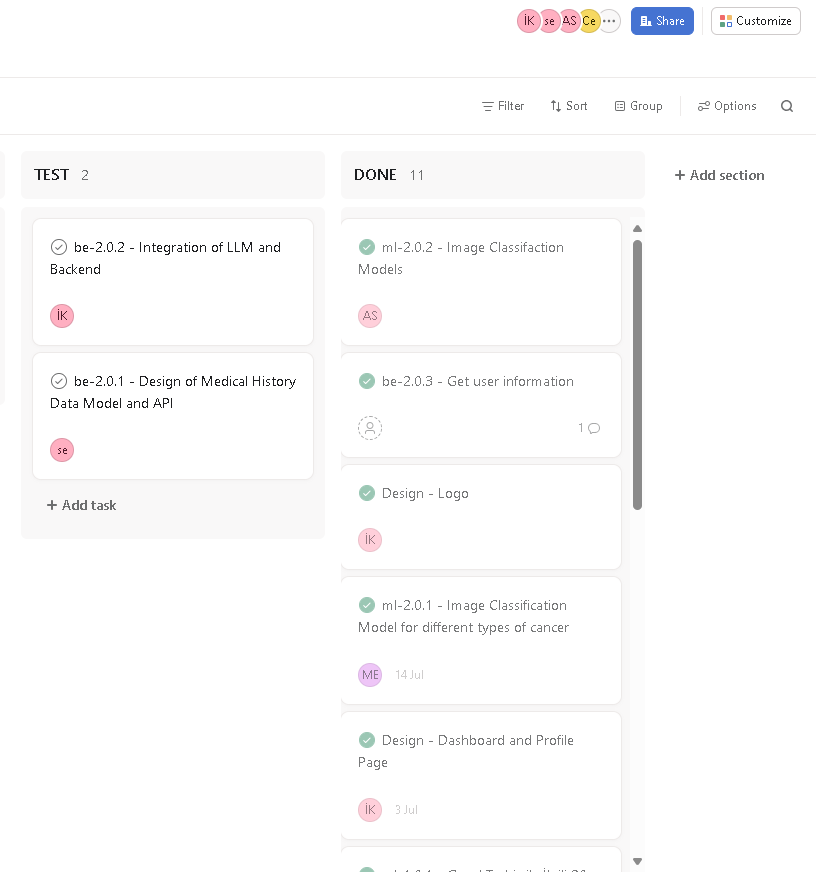 İK se AS Ce ··· Share Customize
Filter Sort Group Options
TEST 2
be-2.0.2 - Integration of LLM and
Backend
İK
be-2.0.1 - Design of Medical History
Data Model and API
se
+ Add task
DONE 11
ml-2.0.2 - Image Classifaction
Models
AS
be-2.0.3 - Get user information
1
Design - Logo
İK
ml-2.0.1 - Image Classification
Model for different types of cancer
ME 14 Jul
Design - Dashboard and Profile
Page
İK 3 Jul
+ Add section